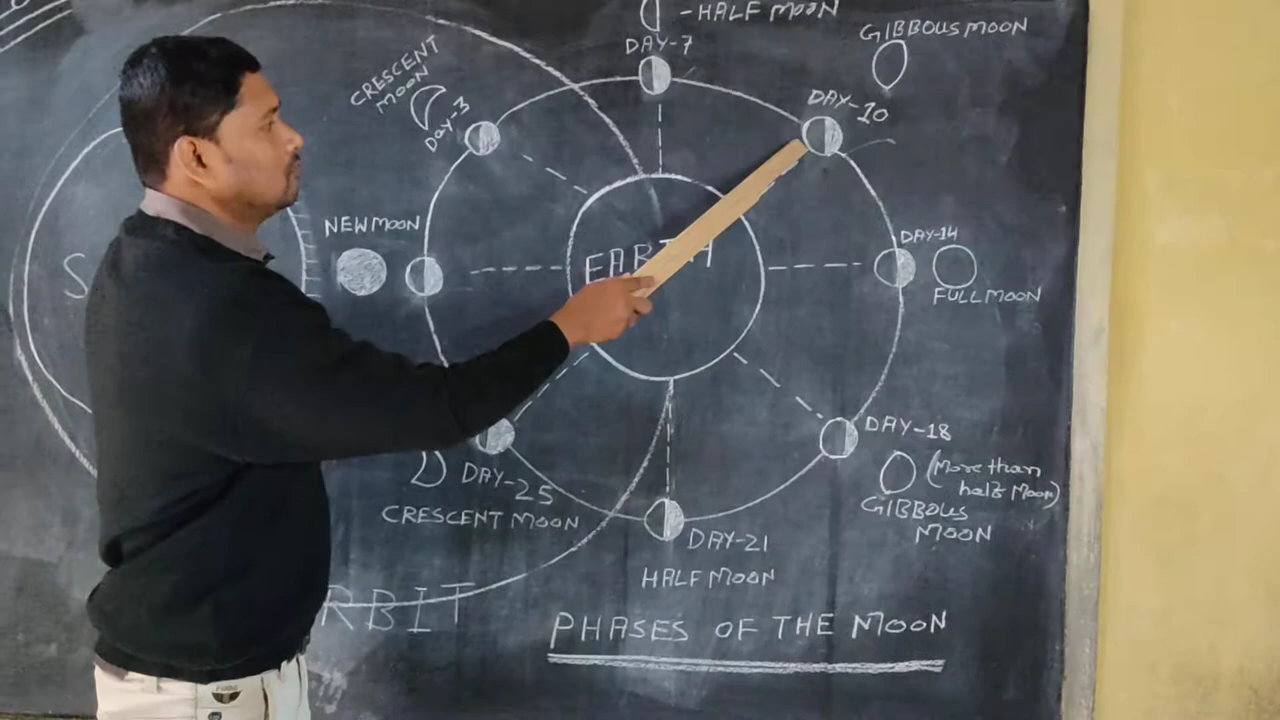 - HALF MOON
DAY-7
GIBBOUS MOON
DAY-10
CRESCENT
MOON
DAY-3
NEW MOON
EARTH
DAY-14
FULL MOON
S
DAY-18
(More than
half Moon)
GIBBOUS
MOON
DAY-25
CRESCENT MOON
DAY-21
HALF MOON
RBIT
PHASES OF THE MOON